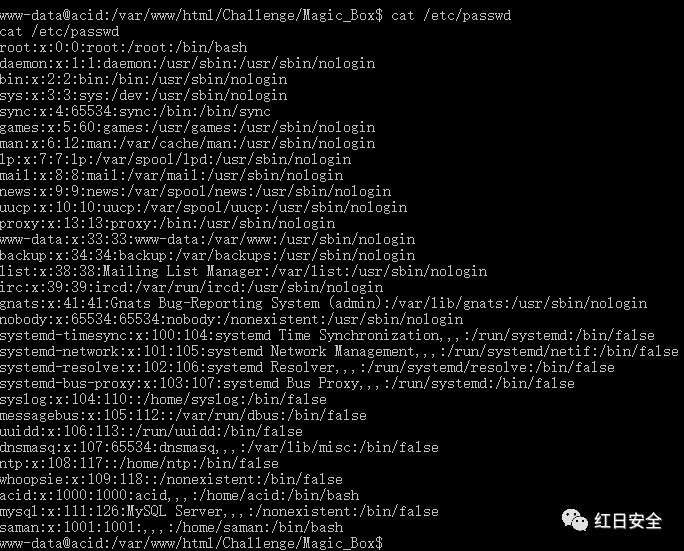 www-data@acid:/var/www/html/Challenge/Magic_Box$ cat /etc/passwd
cat /etc/passwd
root:x:0:0:root:/root:/bin/bash
daemon:x:1:1:daemon:/usr/sbin:/usr/sbin/nologin
bin:x:2:2:bin:/bin:/usr/sbin/nologin
sys:x:3:3:sys:/dev:/usr/sbin/nologin
sync:x:4:65534:sync:/bin:/bin/sync
games:x:5:60:games:/usr/games:/usr/sbin/nologin
man:x:6:12:man:/var/cache/man:/usr/sbin/nologin
lp:x:7:7:lp:/var/spool/lpd:/usr/sbin/nologin
mail:x:8:8:mail:/var/mail:/usr/sbin/nologin
news:x:9:9:news:/var/spool/news:/usr/sbin/nologin
uucp:x:10:10:uucp:/var/spool/uucp:/usr/sbin/nologin
proxy:x:13:13:proxy:/bin:/usr/sbin/nologin
www-data:x:33:33:www-data:/var/www:/usr/sbin/nologin
backup:x:34:34:backup:/var/backups:/usr/sbin/nologin
list:x:38:38:Mailing List Manager:/var/list:/usr/sbin/nologin
irc:x:39:39:ircd:/var/run/ircd:/usr/sbin/nologin
gnats:x:41:41:Gnats Bug-Reporting System (admin):/var/lib/gnats:/usr/sbin/nologin
nobody:x:65534:65534:nobody:/nonexistent:/usr/sbin/nologin
systemd-timesync:x:100:104:systemd Time Synchronization,,,:/run/systemd:/bin/false
systemd-network:x:101:105:systemd Network Management,,,:/run/systemd/netif:/bin/false
systemd-resolve:x:102:106:systemd Resolver,,,:/run/systemd/resolve:/bin/false
systemd-bus-proxy:x:103:107:systemd Bus Proxy,,,:/run/systemd:/bin/false
syslog:x:104:110::/home/syslog:/bin/false
messagebus:x:105:112::/var/run/dbus:/bin/false
uuidd:x:106:113::/run/uuidd:/bin/false
dnsmasq:x:107:65534:dnsmasq,,,:/var/lib/misc:/bin/false
ntp:x:108:117::/home/ntp:/bin/false
whoopsie:x:109:118::/nonexistent:/bin/false
acid:x:1000:1000:acid,,,:/home/acid:/bin/bash
mysql:x:111:126:MySQL Server,,,:/nonexistent:/bin/false
saman:x:1001:1001:,,,:/home/saman:/bin/bash
www-data@acid:/var/www/html/Challenge/Magic_Box$
红日安全